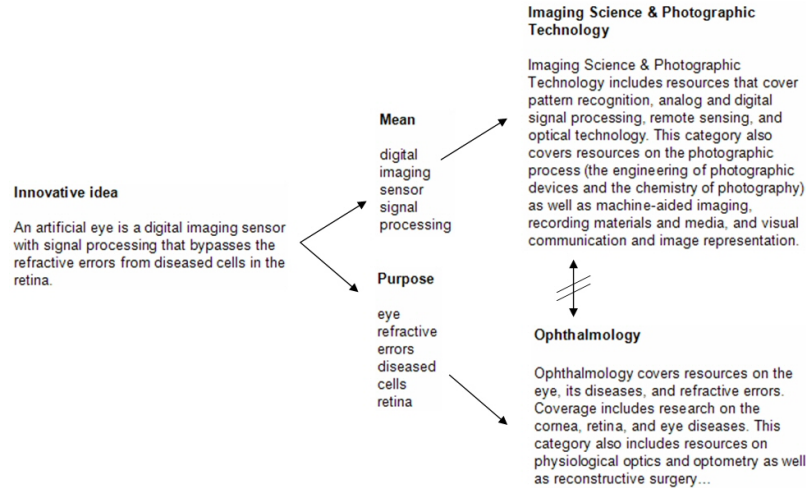 Innovative idea
An artificial eye is a digital imaging sensor
with signal processing that bypasses the
refractive errors from diseased cells in the
retina.
Mean
digital
imaging
sensor
signal
processing
Purpose
eye
refractive
errors
diseased
cells
retina
Imaging Science & Photographic
Technology
Imaging Science & Photographic
Technology includes resources that cover
pattern recognition, analog and digital
signal processing, remote sensing, and
optical technology. This category also
covers resources on the photographic
process (the engineering of photographic
devices and the chemistry of photography)
as well as machine-aided imaging,
recording materials and media, and visual
communication and image representation.
Ophthalmology
Ophthalmology covers resources on the
eye, its diseases, and refractive errors.
Coverage includes research on the
cornea, retina, and eye diseases. This
category also includes resources on
physiological optics and optometry as well
as reconstructive surgery…